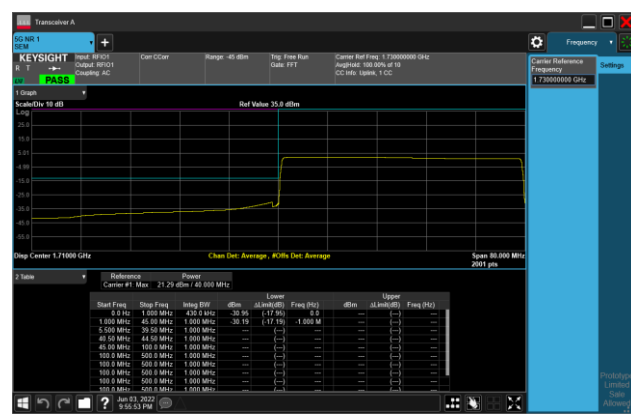 Transceiver A
5G NR 1
SEM
Frequency
KEYSIGHT
R T
PASS
Input: RFIO1
Output: RFIO1
Coupling: AC
Corr CCorr
Range: -45 dBm
Trig: Free Run
Gate: FFT
Carrier Ref Freq: 1.730000000 GHz
Avg|Hold: 100.00% of 10
CC Info: Uplink, 1 CC
Carrier Reference
Frequency
1.730000000 GHz
Settings
1 Graph
Scale/Div 10 dB
Ref Value 35.0 dBm
Log
25.0
15.0
5.01
-4.99
-15.0
-25.0
-35.0
-45.0
-55.0
Disp Center 1.71000 GHz
Chan Det: Average , #Offs Det: Average
Span 80.000 MHz
2001 pts
2 Table
Reference Power
Carrier #1 Max 21.29 dBm / 40.000 MHz
Lower Upper
Start Freq Stop Freq Integ BW dBm ΔLimit(dB) Freq (Hz) dBm ΔLimit(dB) Freq (Hz)
0.0 Hz 1.000 MHz 430.0 kHz -30.95 (-17.95) 0.0 --- (---) ---
1.000 MHz 45.00 MHz 1.000 MHz -30.19 (-17.19) -1.000 M --- (---) ---
5.500 MHz 39.50 MHz 1.000 MHz --- (---) --- --- (---) ---
40.50 MHz 44.50 MHz 1.000 MHz --- (---) --- --- (---) ---
45.00 MHz 100.0 MHz 1.000 MHz --- (---) --- --- (---) ---
100.0 MHz 500.0 MHz 1.000 MHz --- (---) --- --- (---) ---
100.0 MHz 500.0 MHz 1.000 MHz --- (---) --- --- (---) ---
100.0 MHz 500.0 MHz 1.000 MHz --- (---) --- --- (---) ---
100.0 MHz 500.0 MHz 1.000 MHz --- (---) --- --- (---) ---
100.0 MHz 500.0 MHz 1.000 MHz --- (---) --- --- (---) ---
Prototype
Limited
Sale
Allowed
Jun 03, 2022
9:55:53 PM